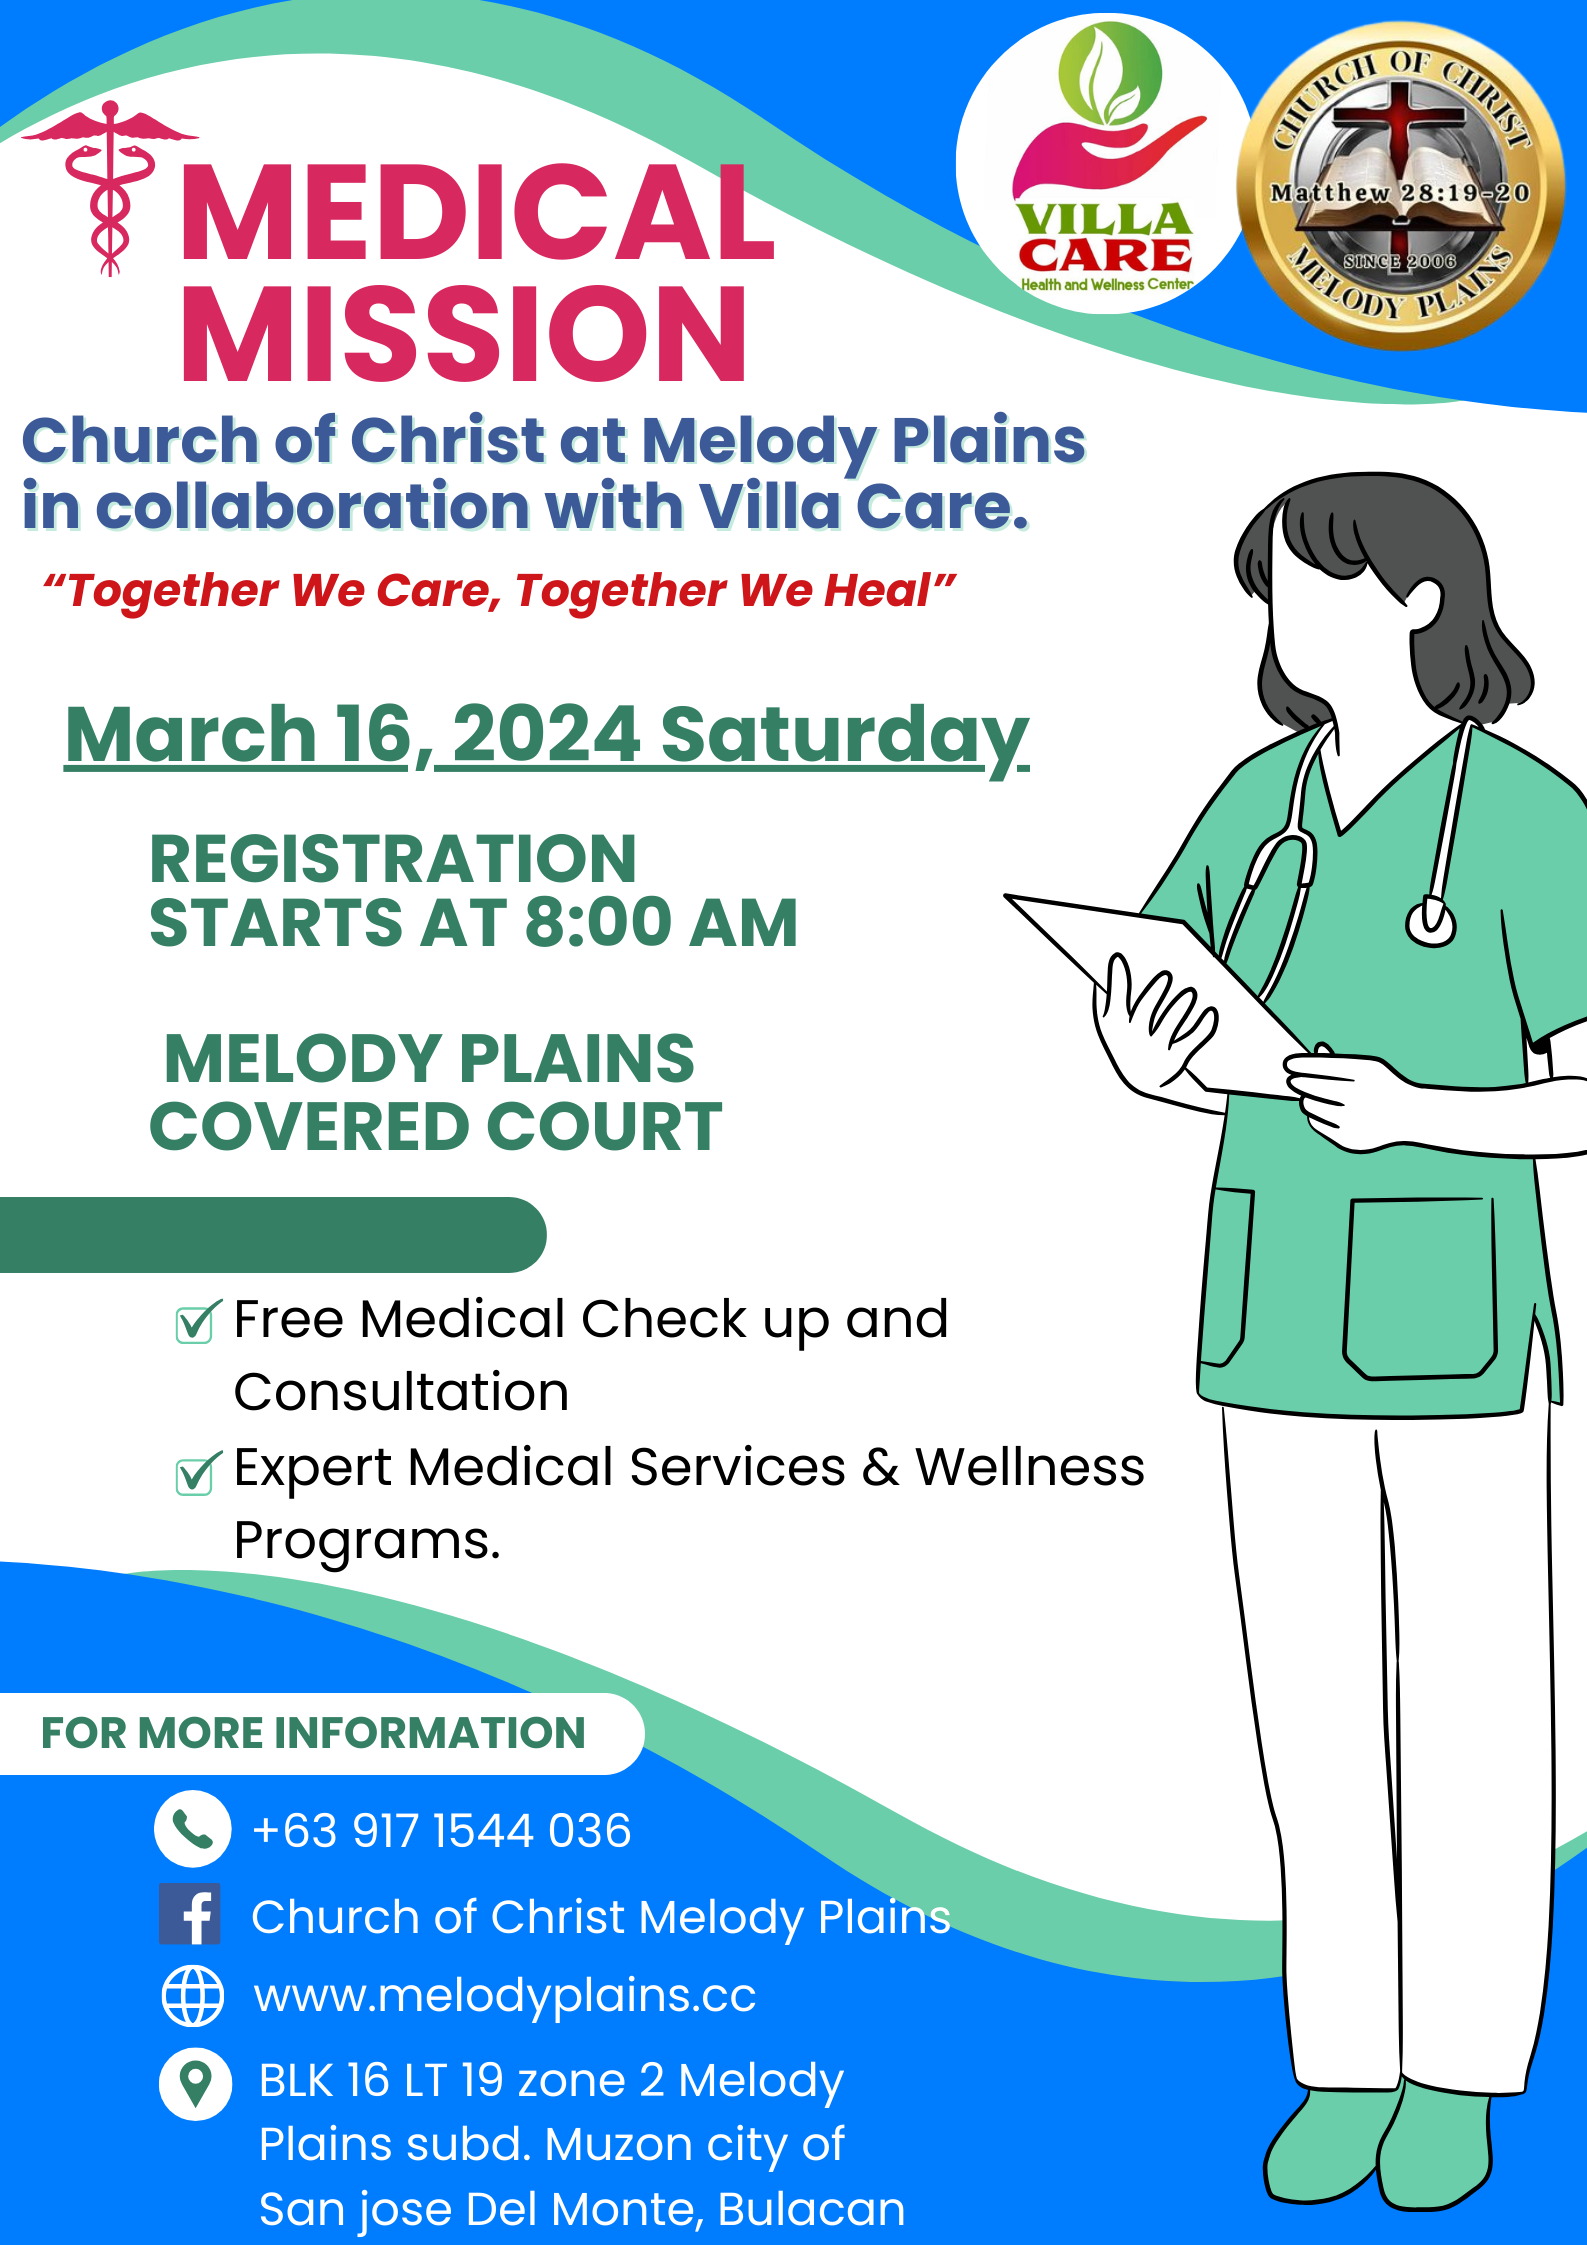 VILLA
CARE
Health and Wellness Center
CHURCH OF CHRIST
Matthew 28:19-20
SINCE 2006
MELODY PLAINS
MEDICAL
MISSION
Church of Christ at Melody Plains
in collaboration with Villa Care.
“Together We Care, Together We Heal”
March 16, 2024 Saturday
REGISTRATION
STARTS AT 8:00 AM
MELODY PLAINS
COVERED COURT
Free Medical Check up and
Consultation
Expert Medical Services & Wellness
Programs.
FOR MORE INFORMATION
+63 917 1544 036
Church of Christ Melody Plains
www.melodyplains.cc
BLK 16 LT 19 zone 2 Melody
Plains subd. Muzon city of
San jose Del Monte, Bulacan